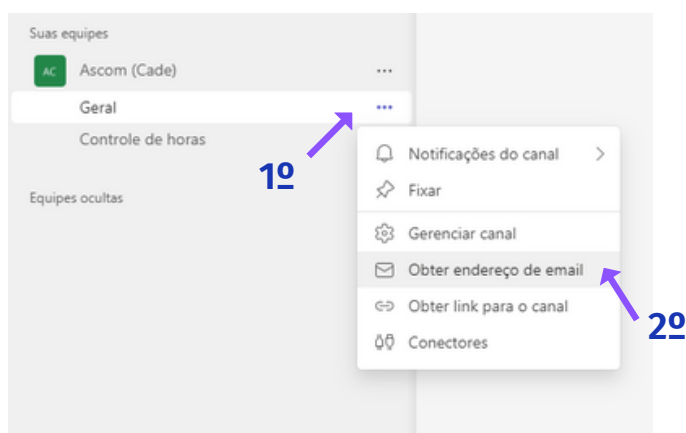 Suas equipes
AC Ascom (Cade) ...
Geral ...
Controle de horas
1º
Equipes ocultas
Notificações do canal >
Fixar
Gerenciar canal
Obter endereço de email
Obter link para o canal
2º
Conectores